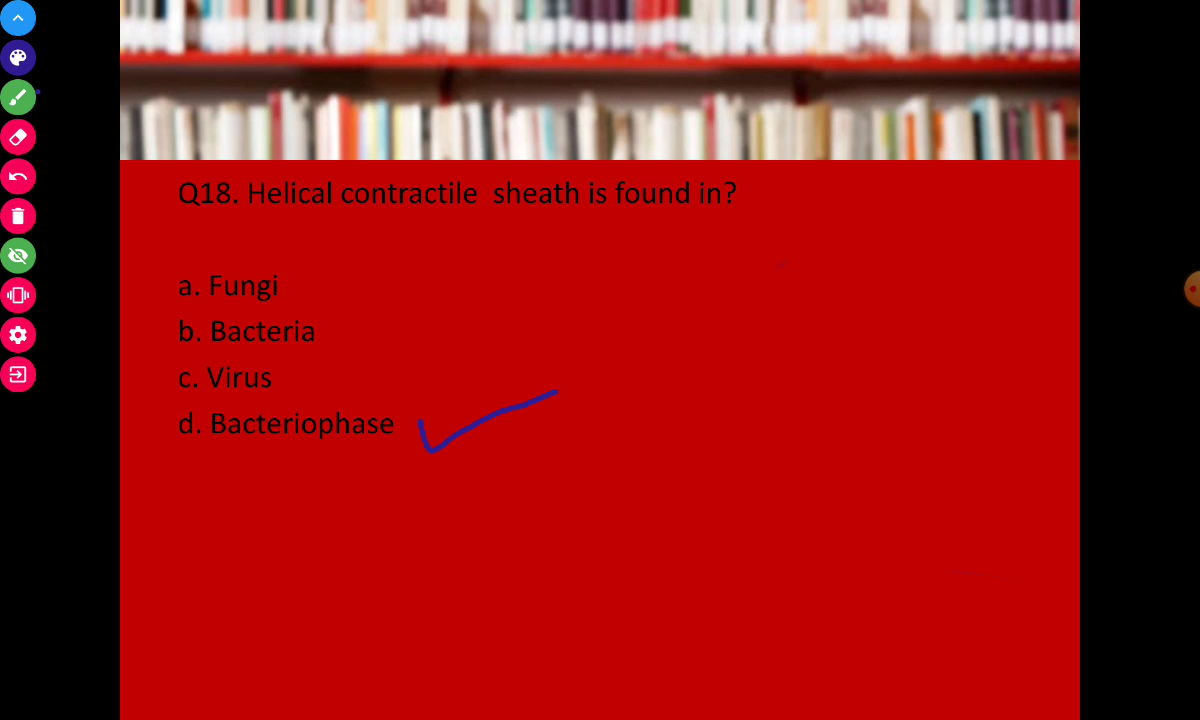 Q18. Helical contractile  sheath is found in?
a. Fungi
b. Bacteria
c. Virus
d. Bacteriophase